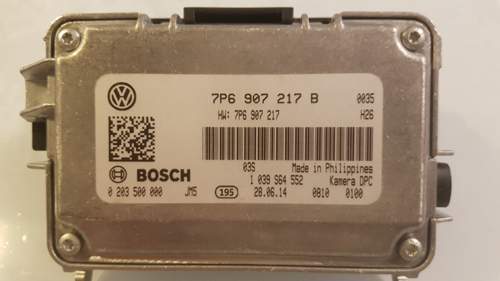 7P6 907 217 B 0035
HW: 7P6 907 217 H26
03S Made in Philippines
BOSCH 1 039 S64 552 Kamera DPC
0 203 500 000 JM5 195 28.06.14 0810 0100